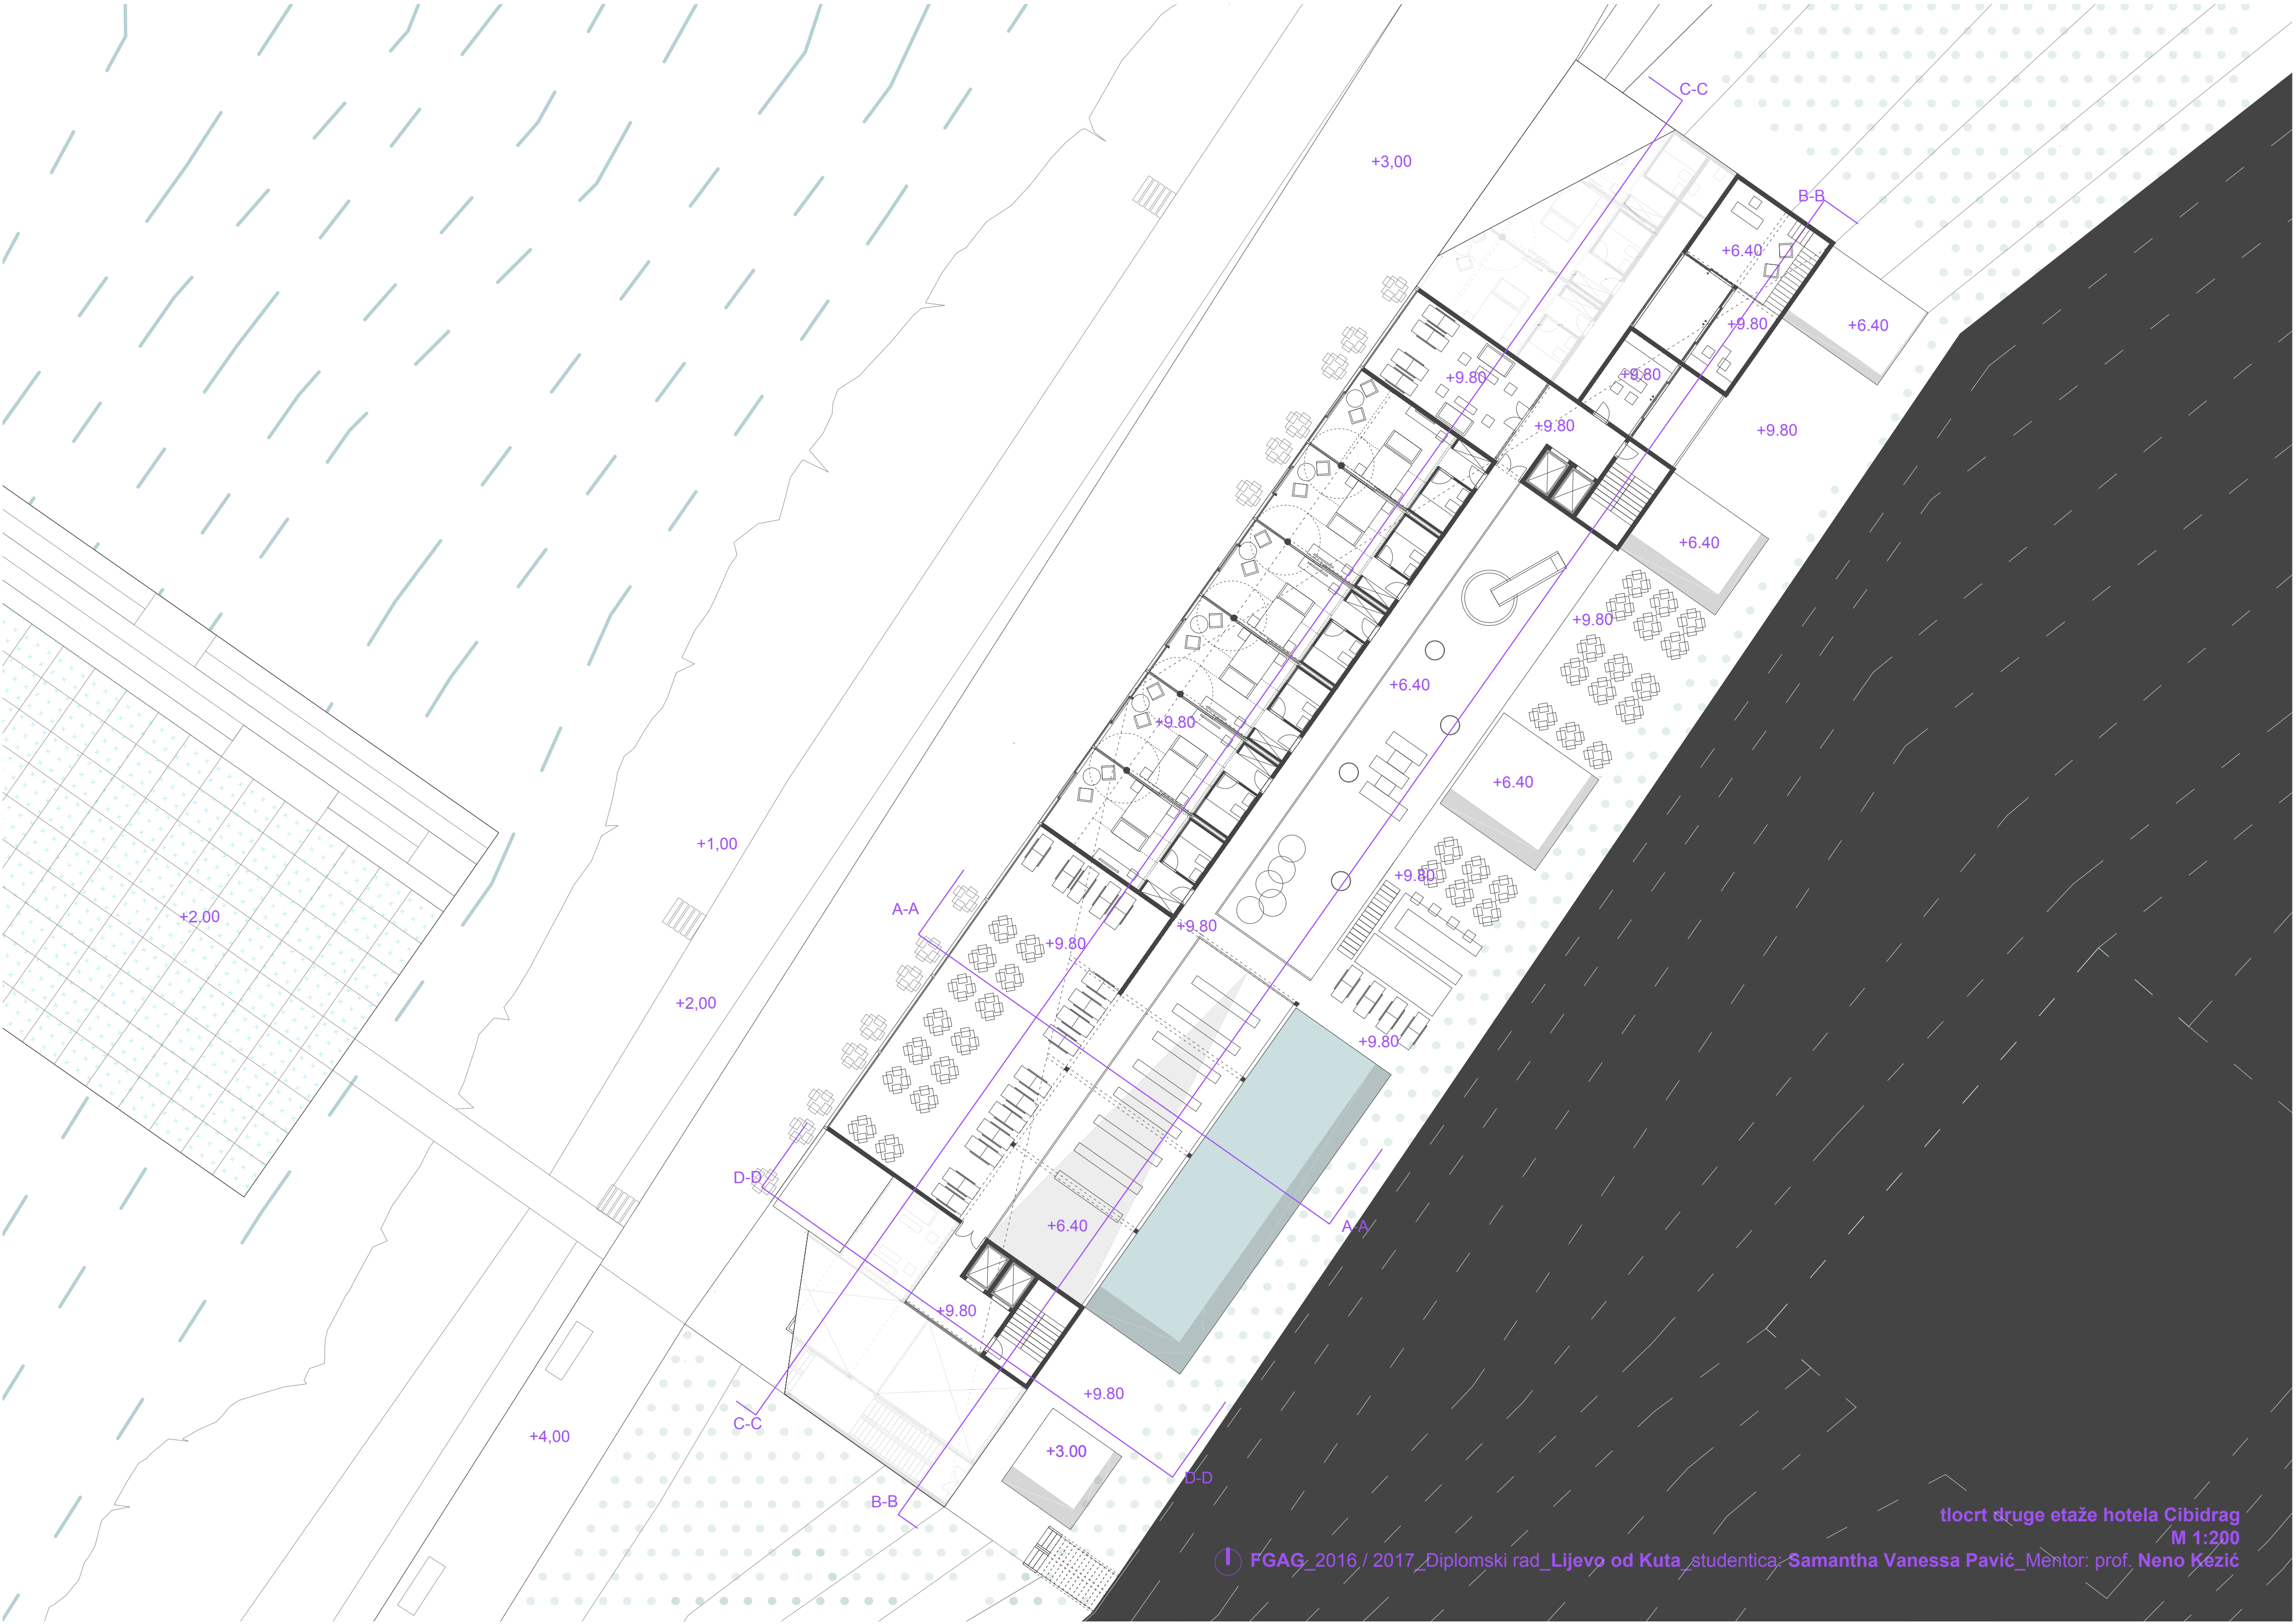 C-C
+3,00
B-B
+6.40
+9.80
+6.40
+9.80
+9.80
+9.80
+9.80
+6.40
+9.80
+6.40
+9.80
+6.40
+1,00
+9.80
A-A
+2.00
+9.80
+9.80
+2,00
+9.80
D-D
+6.40
A-A
+9.80
+9.80
C-C
+4,00
+3.00
D-D
B-B
tlocrt druge etaže hotela Cibidrag
M 1:200
FGAG_2016 / 2017_Diplomski rad_Lijevo od Kuta_studentica: Samantha Vanessa Pavić_Mentor: prof. Neno Kezić